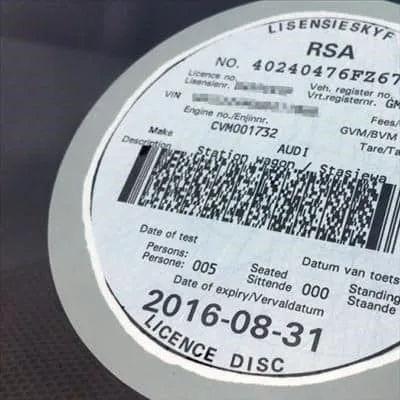 LISENSIESKYF
RSA
NO. 40240476FZ67
Licence no.
Lisensienr.
Veh. register no.
Vrt.registernr. GM
VIN
Engine no./Enjinnr. Fees/
CVM001732 GVM/BVM
Make AUDI Tare/Ta
Description Station wagon / Stasiewa
Date of test Datum van toets
Persons:
Persone: 005
Seated
Sittende 000
Standing
Staande
Date of expiry/Vervaldatum
2016-08-31
LICENCE DISC